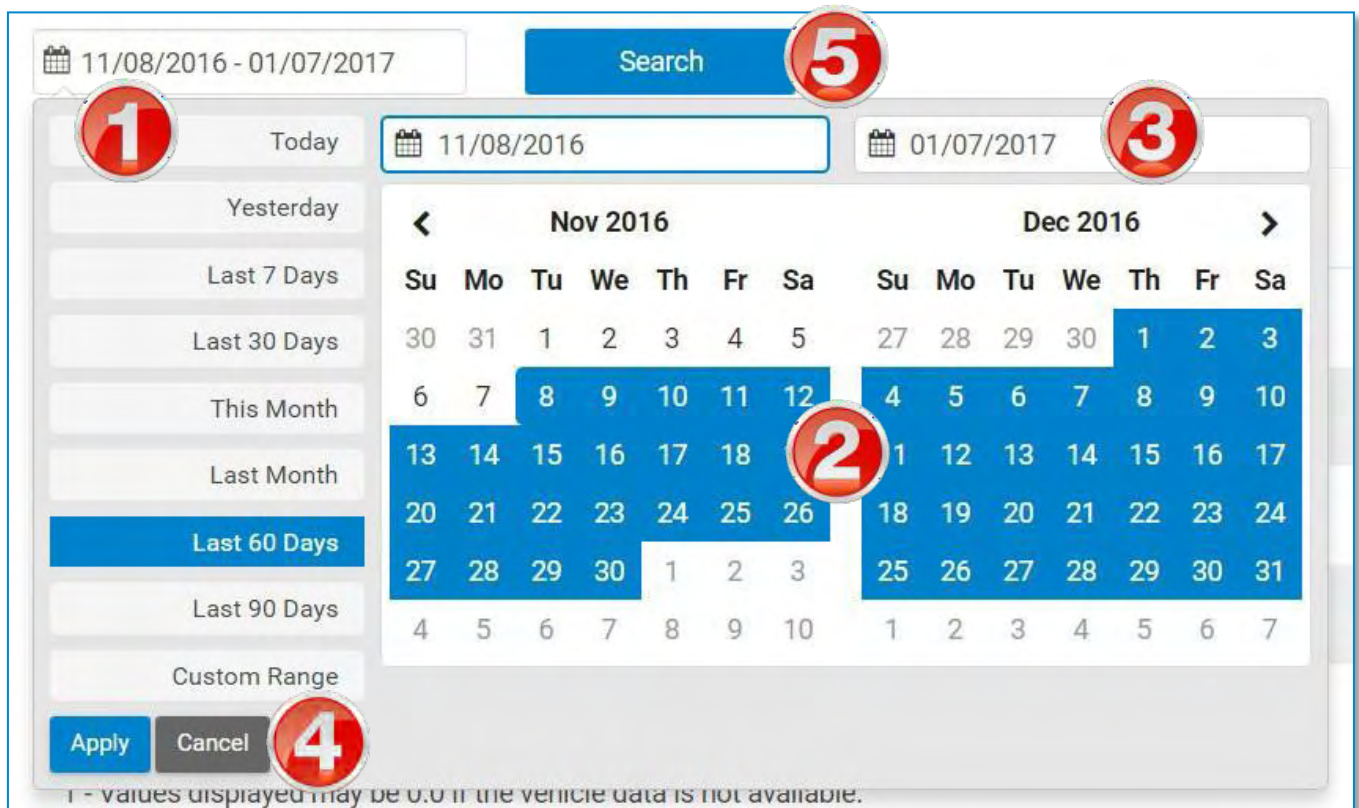 11/08/2016 - 01/07/2017 Search 5
1 Today 11/08/2016 01/07/2017 3
Yesterday Nov 2016 Dec 2016
Last 7 Days Su Mo Tu We Th Fr Sa Su Mo Tu We Th Fr Sa
Last 30 Days 30 31 1 2 3 4 5 27 28 29 30 1 2 3
This Month 6 7 8 9 10 11 12 4 5 6 7 8 9 10
Last Month 13 14 15 16 17 18 2 1 12 13 14 15 16 17
Last 60 Days 20 21 22 23 24 25 26 18 19 20 21 22 23 24
27 28 29 30 1 2 3 25 26 27 28 29 30 31
Last 90 Days 4 5 6 7 8 9 10 1 2 3 4 5 6 7
Custom Range
Apply Cancel 4
1 - Values displayed may be 0.0 if the vehicle data is not available.